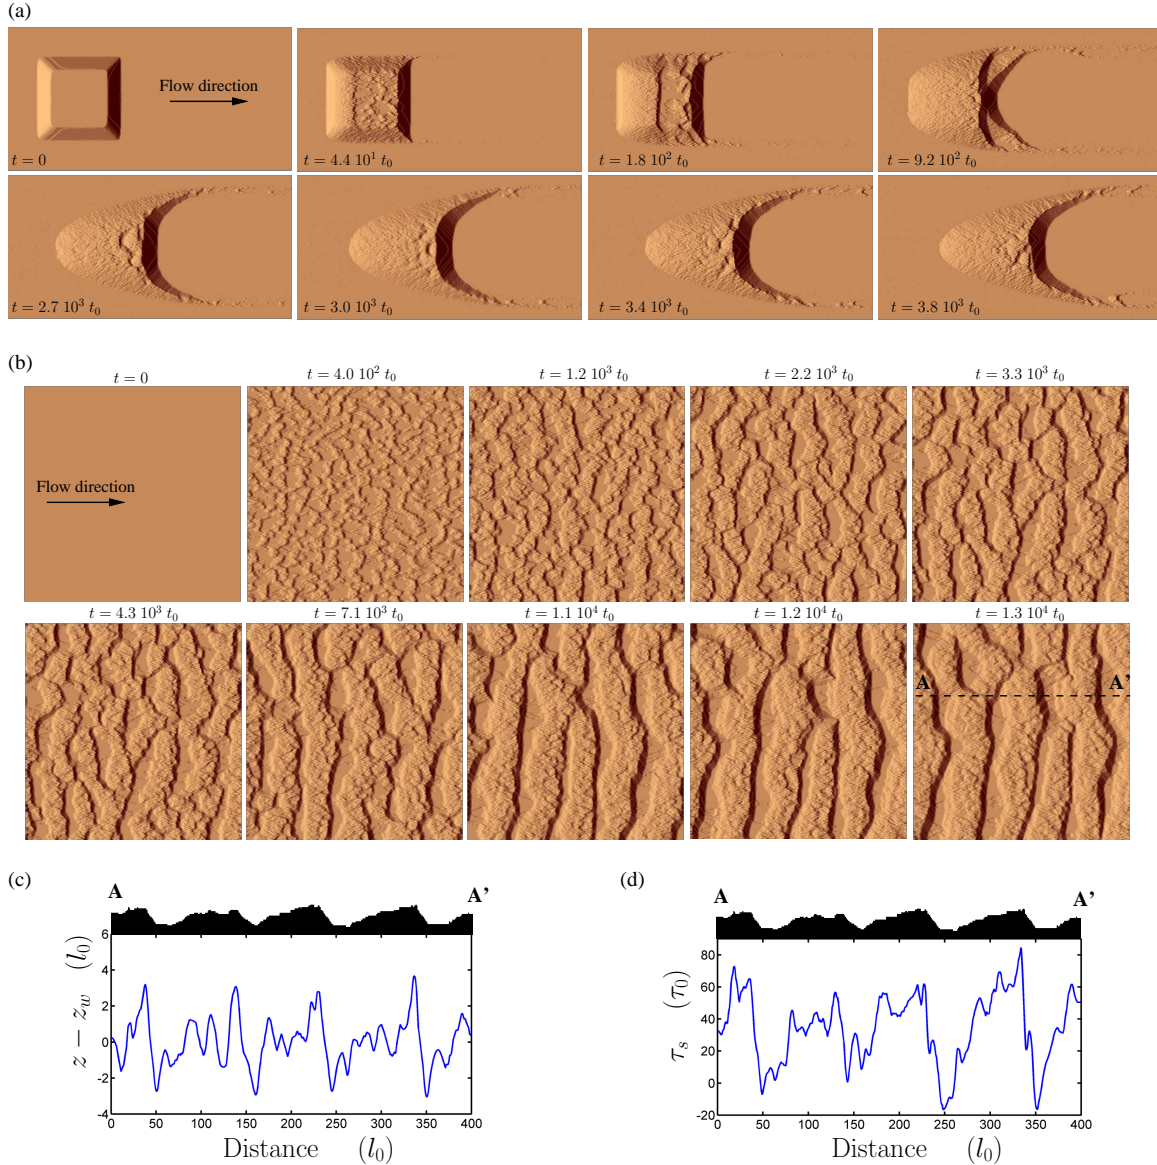 (a)
Flow direction
t = 0
t = 4.4 10¹ t₀
t = 1.8 10² t₀
t = 9.2 10² t₀
t = 2.7 10³ t₀
t = 3.0 10³ t₀
t = 3.4 10³ t₀
t = 3.8 10³ t₀
(b)
t = 0
t = 4.0 10² t₀
t = 1.2 10³ t₀
t = 2.2 10³ t₀
t = 3.3 10³ t₀
Flow direction
t = 4.3 10³ t₀
t = 7.1 10³ t₀
t = 1.1 10⁴ t₀
t = 1.2 10⁴ t₀
t = 1.3 10⁴ t₀
A A'
(c)
A A'
z − z_w (l₀)
6
4
2
0
-2
-4
0 50 100 150 200 250 300 350 400
Distance (l₀)
(d)
A A'
τₛ (τ₀)
80
60
40
20
0
-20
0 50 100 150 200 250 300 350 400
Distance (l₀)